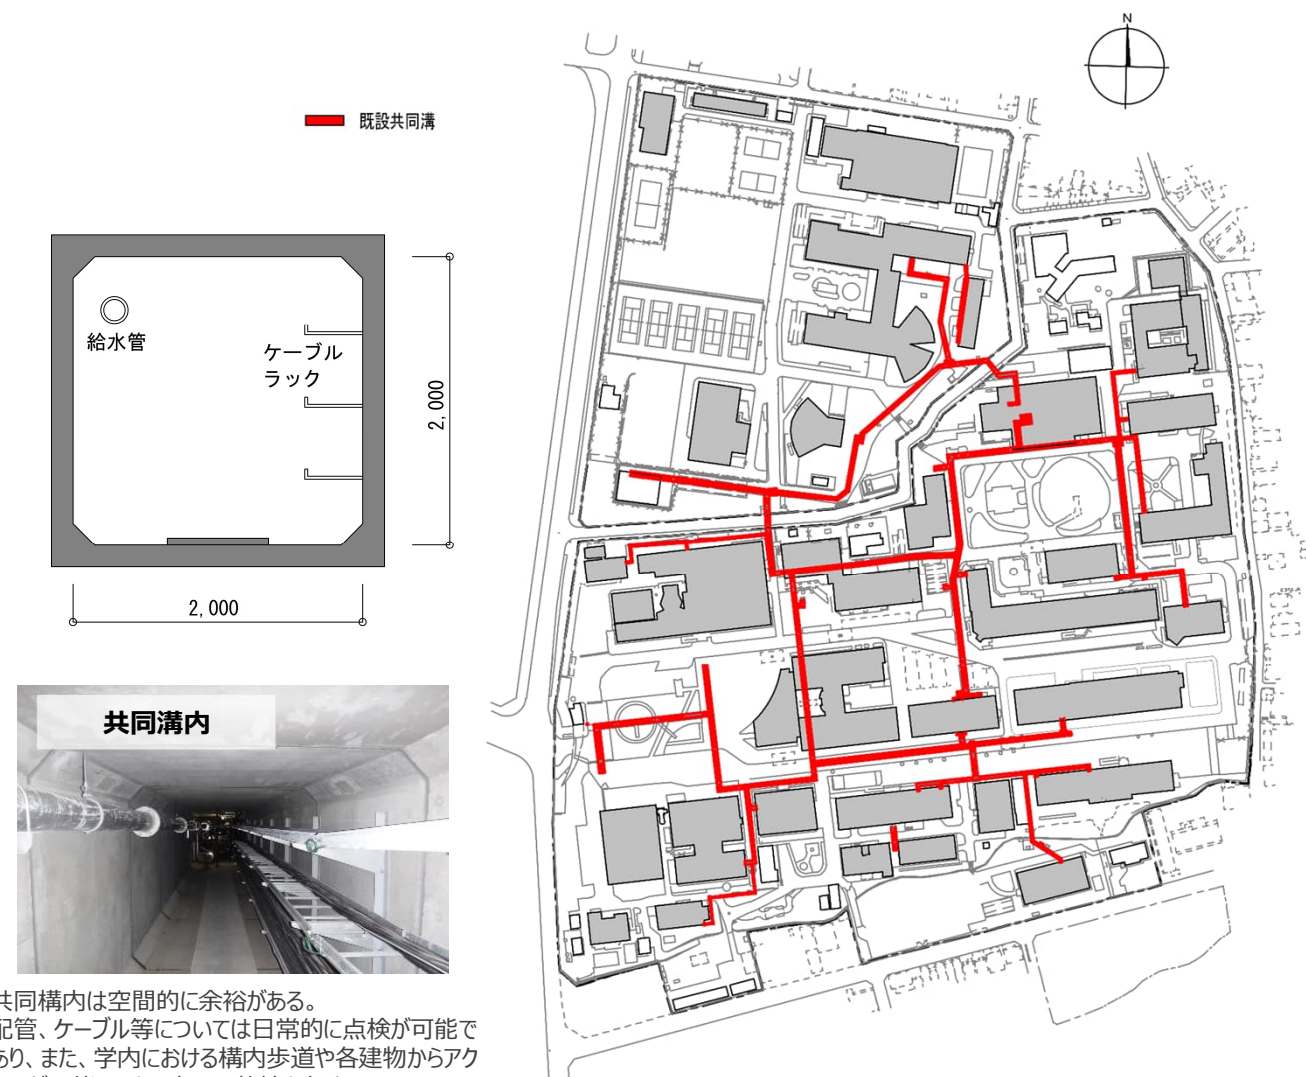 N
既設共同溝
給水管
ケーブル
ラック
2,000
2,000
共同溝内
共同構内は空間的に余裕がある。
配管、ケーブル等については日常的に点検が可能で
あり、また、学内における構内歩道や各建物からアク